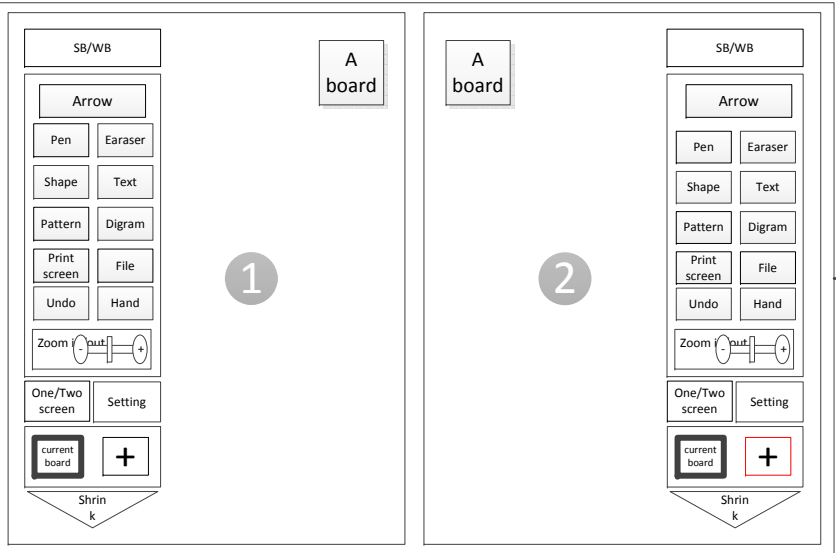 SB/WB
A
board
Arrow
Pen Earaser
Shape Text
Pattern Digram
Print
screen
File
Undo Hand
Zoom in/out
- +
One/Two
screen
Setting
current
board
+
Shrin
k
1
A
board
SB/WB
Arrow
Pen Earaser
Shape Text
Pattern Digram
Print
screen
File
Undo Hand
Zoom in/out
- +
One/Two
screen
Setting
current
board
+
Shrin
k
2